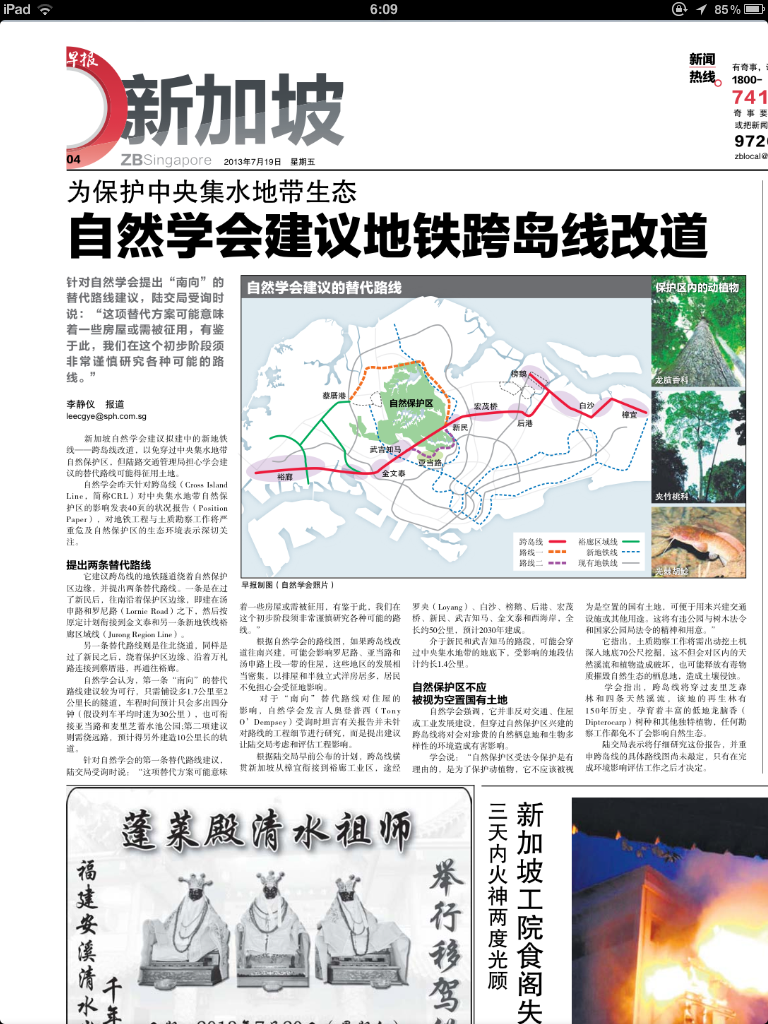 iPad
6:09
85%
早报
04
新加坡
ZBSingapore 2013年7月19日 星期五
新闻
热线
有奇事，
1800-
741
奇 事 要
或把新闻
972
zblocal@
为保护中央集水地带生态
自然学会建议地铁跨岛线改道
针对自然学会提出“南向”的
替代路线建议，陆交局受询时
说：“这项替代方案可能意味
着一些房屋或需被征用，有鉴
于此，我们在这个初步阶段须
非常谨慎研究各种可能的路
线。”
李静仪 报道
leecgye@sph.com.sg
新加坡自然学会建议拟建中的新地铁
线——跨岛线改道，以免穿过中央集水地带
自然保护区，但陆路交通管理局担心学会建
议的替代路线可能得征用土地。
自然学会昨天针对跨岛线（Cross Island
Line，简称CRL）对中央集水地带自然保
护区的影响发表40页的状况报告（Position
Paper），对地铁工程与土质勘察工作将严
重危及自然保护区的生态环境表示深切关
注。
提出两条替代路线
它建议跨岛线的地铁隧道绕着自然保护
区边缘，并提出两条替代路线。一条是在过
了新民后，往南沿着保护区边缘，即建在汤
申路和罗尼路（Lornie Road）之下，然后按
原定计划衔接到金文泰和另一条新地铁线裕
廊区域线（Jurong Region Line）。
另一条替代路线则是往北绕道，同样是
过了新民之后，绕着保护区边缘、沿着万礼
路连接到蔡厝港，再通往裕廊。
自然学会认为，第一条“南向”的替代
路线建议较为可行，只需铺设多1.7公里至2
公里长的隧道，车程时间预计只会多出四分
钟（假设列车平均时速为30公里），也可衔
接亚当路和麦里芝蓄水池公园；第二项建议
则需绕远路，预计得另外建造10公里长的轨
道。
针对自然学会的第一条替代路线建议，
陆交局受询时说：“这项替代方案可能意味
自然学会建议的替代路线
蔡厝港
自然保护区
武吉知马
裕廊
金文泰
亚当路
新民
宏茂桥
后港
榜鹅
白沙
樟宜
跨岛线
路线一
路线二
裕廊区域线
新地铁线
现有地铁线
保护区内的动植物
龙脑香科
夹竹桃科
早报制图（自然学会照片）
着一些房屋或需被征用，有鉴于此，我们在
这个初步阶段须非常谨慎研究各种可能的路
线。”
根据自然学会的路线图，如果跨岛线改
道往南兴建，可能会影响罗尼路、亚当路和
汤申路上段一带的住屋，这些地区的发展相
当密集，以排屋和半独立式洋房居多，居民
不免担心会受征地影响。
对于“南向”替代路线对住屋的
影响，自然学会发言人奥登普西（Tony
O’Dempsey）受询时坦言有关报告并未针
对路线的工程细节进行研究，而是提出建议
让陆交局考虑和评估工程影响。
根据陆交局早前公布的计划，跨岛线横
贯新加坡从樟宜衔接到裕廊工业区，途经
罗央（Loyang）、白沙、榜鹅、后港、宏茂
桥、新民、武吉知马、金文泰和西海岸，全
长约50公里，预计2030年建成。
介于新民和武吉知马的路段，可能会穿
过中央集水地带的地底下，受影响的地段估
计约长1.4公里。
自然保护区不应
被视为空置国有土地
自然学会强调，它并非反对交通、住屋
或工业发展建设，但穿过自然保护区兴建的
跨岛线将对会对珍贵的自然栖息地和生物多
样性的环境造成有害影响。
学会说：“自然保护区受法令保护是有
理由的，是为了保护动植物，它不应该被视
为是空置的国有土地，可便于用来兴建交通
设施或其他用途。这将有违公园与树木法令
和国家公园局法令的精神和用意。”
它指出，土质勘察工作将需出动挖土机
深入地底70尺挖掘，这不但会对区内的天
然溪流和植物造成破坏，也可能释放有毒物
质摧毁自然生态的栖息地，造成土壤侵蚀。
学会指出，跨岛线将穿过麦里芝森
林和四条天然溪流，该地的再生林有
150年历史，孕育着丰富的低地龙脑香（
Dipterocarp）树种和其他独特植物，任何勘
察工作都免不了会影响自然生态。
陆交局表示将仔细研究这份报告，并重
申跨岛线的具体路线图尚未敲定，只有在完
成环境影响评估工作之后才决定。
蓬莱殿清水祖师
福建安溪清水
千年
举行移驾
新加坡工院食阁失
三天内火神两度光顾